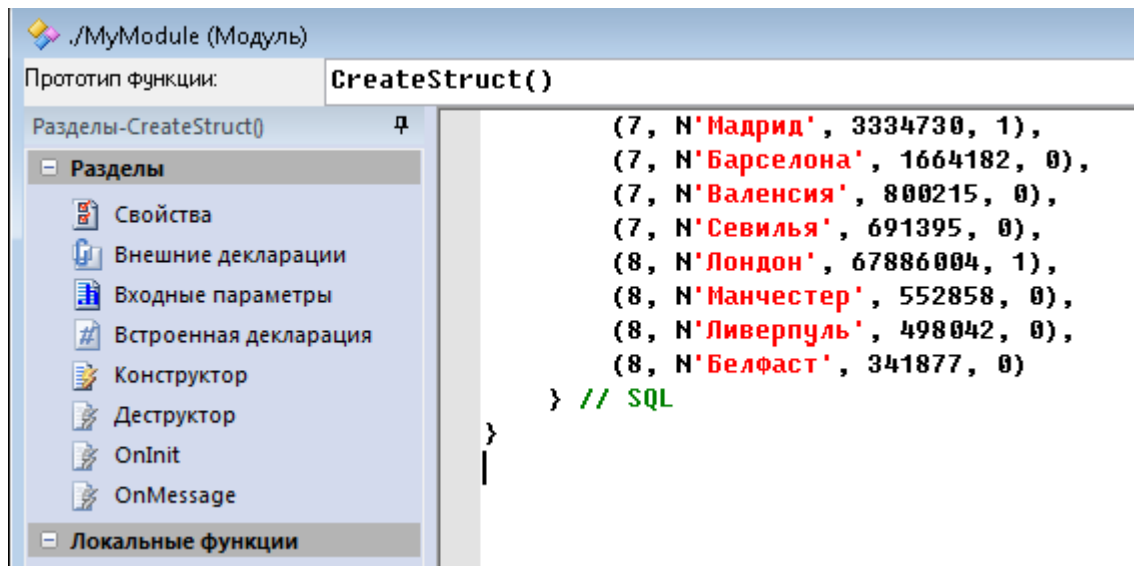 ./MyModule (Модуль)
Прототип функции: CreateStruct()
Разделы-CreateStruct()
Разделы
Свойства
Внешние декларации
Входные параметры
Встроенная декларация
Конструктор
Деструктор
OnInit
OnMessage
Локальные функции
(7, N'Мадрид', 3334730, 1),
(7, N'Барселона', 1664182, 0),
(7, N'Валенсия', 800215, 0),
(7, N'Севилья', 691395, 0),
(8, N'Лондон', 67886004, 1),
(8, N'Манчестер', 552858, 0),
(8, N'Ливерпуль', 498042, 0),
(8, N'Белфаст', 341877, 0)
} // SQL
}